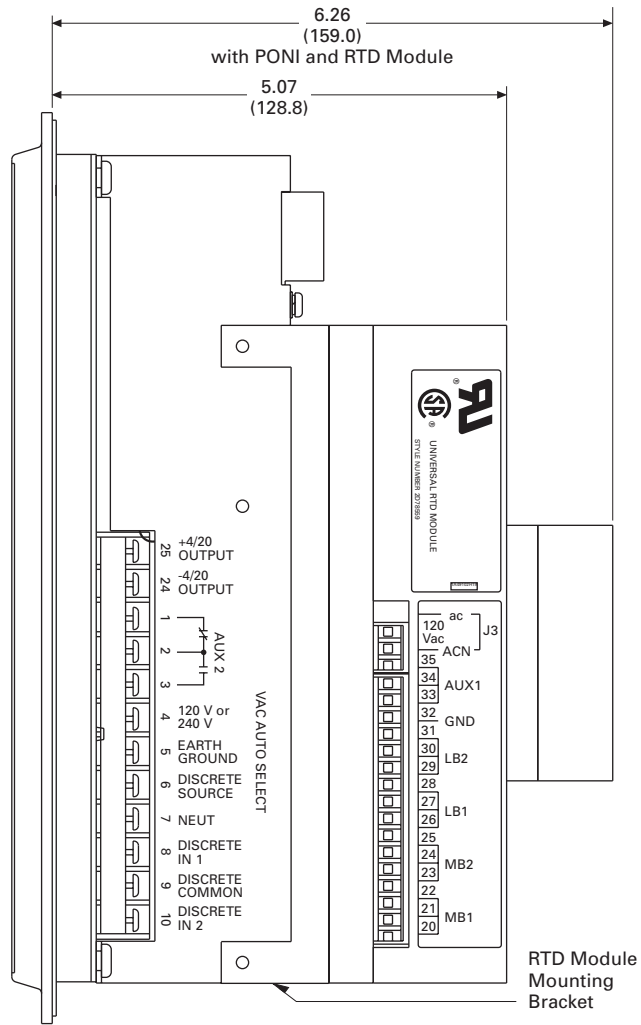 6.26
(159.0)
with PONI and RTD Module
5.07
(128.8)
UNIVERSAL RTD MODULE
STYLE NUMBER 2D78559
25 +4/20
OUTPUT
24 -4/20
OUTPUT
1
2
3
AUX 2
4 120 V or
240 V
5 EARTH
GROUND
6 DISCRETE
SOURCE
7 NEUT
8 DISCRETE
IN 1
9 DISCRETE
COMMON
10 DISCRETE
IN 2
VAC AUTO SELECT
ac
120
Vac
J3
ACN
35
34
AUX1
33
32
GND
31
30
LB2
29
28
27
LB1
26
25
24
MB2
23
22
21
MB1
20
RTD Module
Mounting
Bracket